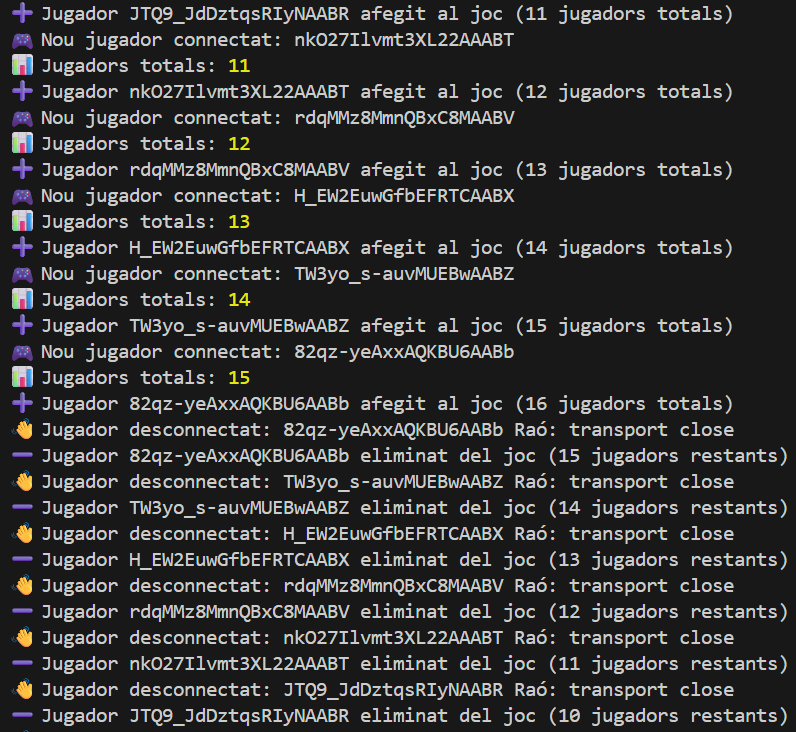 ➕ Jugador JTQ9_JdDztqsRIyNAABR afegit al joc (11 jugadors totals)
🎮 Nou jugador connectat: nkO27Ilvmt3XL22AAABT
📊 Jugadors totals: 11
➕ Jugador nkO27Ilvmt3XL22AAABT afegit al joc (12 jugadors totals)
🎮 Nou jugador connectat: rdqMMz8MmnQBxC8MAABV
📊 Jugadors totals: 12
➕ Jugador rdqMMz8MmnQBxC8MAABV afegit al joc (13 jugadors totals)
🎮 Nou jugador connectat: H_EW2EuwGfbEFRTCAABX
📊 Jugadors totals: 13
➕ Jugador H_EW2EuwGfbEFRTCAABX afegit al joc (14 jugadors totals)
🎮 Nou jugador connectat: TW3yo_s-auvMUEBwAABZ
📊 Jugadors totals: 14
➕ Jugador TW3yo_s-auvMUEBwAABZ afegit al joc (15 jugadors totals)
🎮 Nou jugador connectat: 82qz-yeAxxAQKBU6AABb
📊 Jugadors totals: 15
➕ Jugador 82qz-yeAxxAQKBU6AABb afegit al joc (16 jugadors totals)
👋 Jugador desconnectat: 82qz-yeAxxAQKBU6AABb Raó: transport close
➖ Jugador 82qz-yeAxxAQKBU6AABb eliminat del joc (15 jugadors restants)
👋 Jugador desconnectat: TW3yo_s-auvMUEBwAABZ Raó: transport close
➖ Jugador TW3yo_s-auvMUEBwAABZ eliminat del joc (14 jugadors restants)
👋 Jugador desconnectat: H_EW2EuwGfbEFRTCAABX Raó: transport close
➖ Jugador H_EW2EuwGfbEFRTCAABX eliminat del joc (13 jugadors restants)
👋 Jugador desconnectat: rdqMMz8MmnQBxC8MAABV Raó: transport close
➖ Jugador rdqMMz8MmnQBxC8MAABV eliminat del joc (12 jugadors restants)
👋 Jugador desconnectat: nkO27Ilvmt3XL22AAABT Raó: transport close
➖ Jugador nkO27Ilvmt3XL22AAABT eliminat del joc (11 jugadors restants)
👋 Jugador desconnectat: JTQ9_JdDztqsRIyNAABR Raó: transport close
➖ Jugador JTQ9_JdDztqsRIyNAABR eliminat del joc (10 jugadors restants)